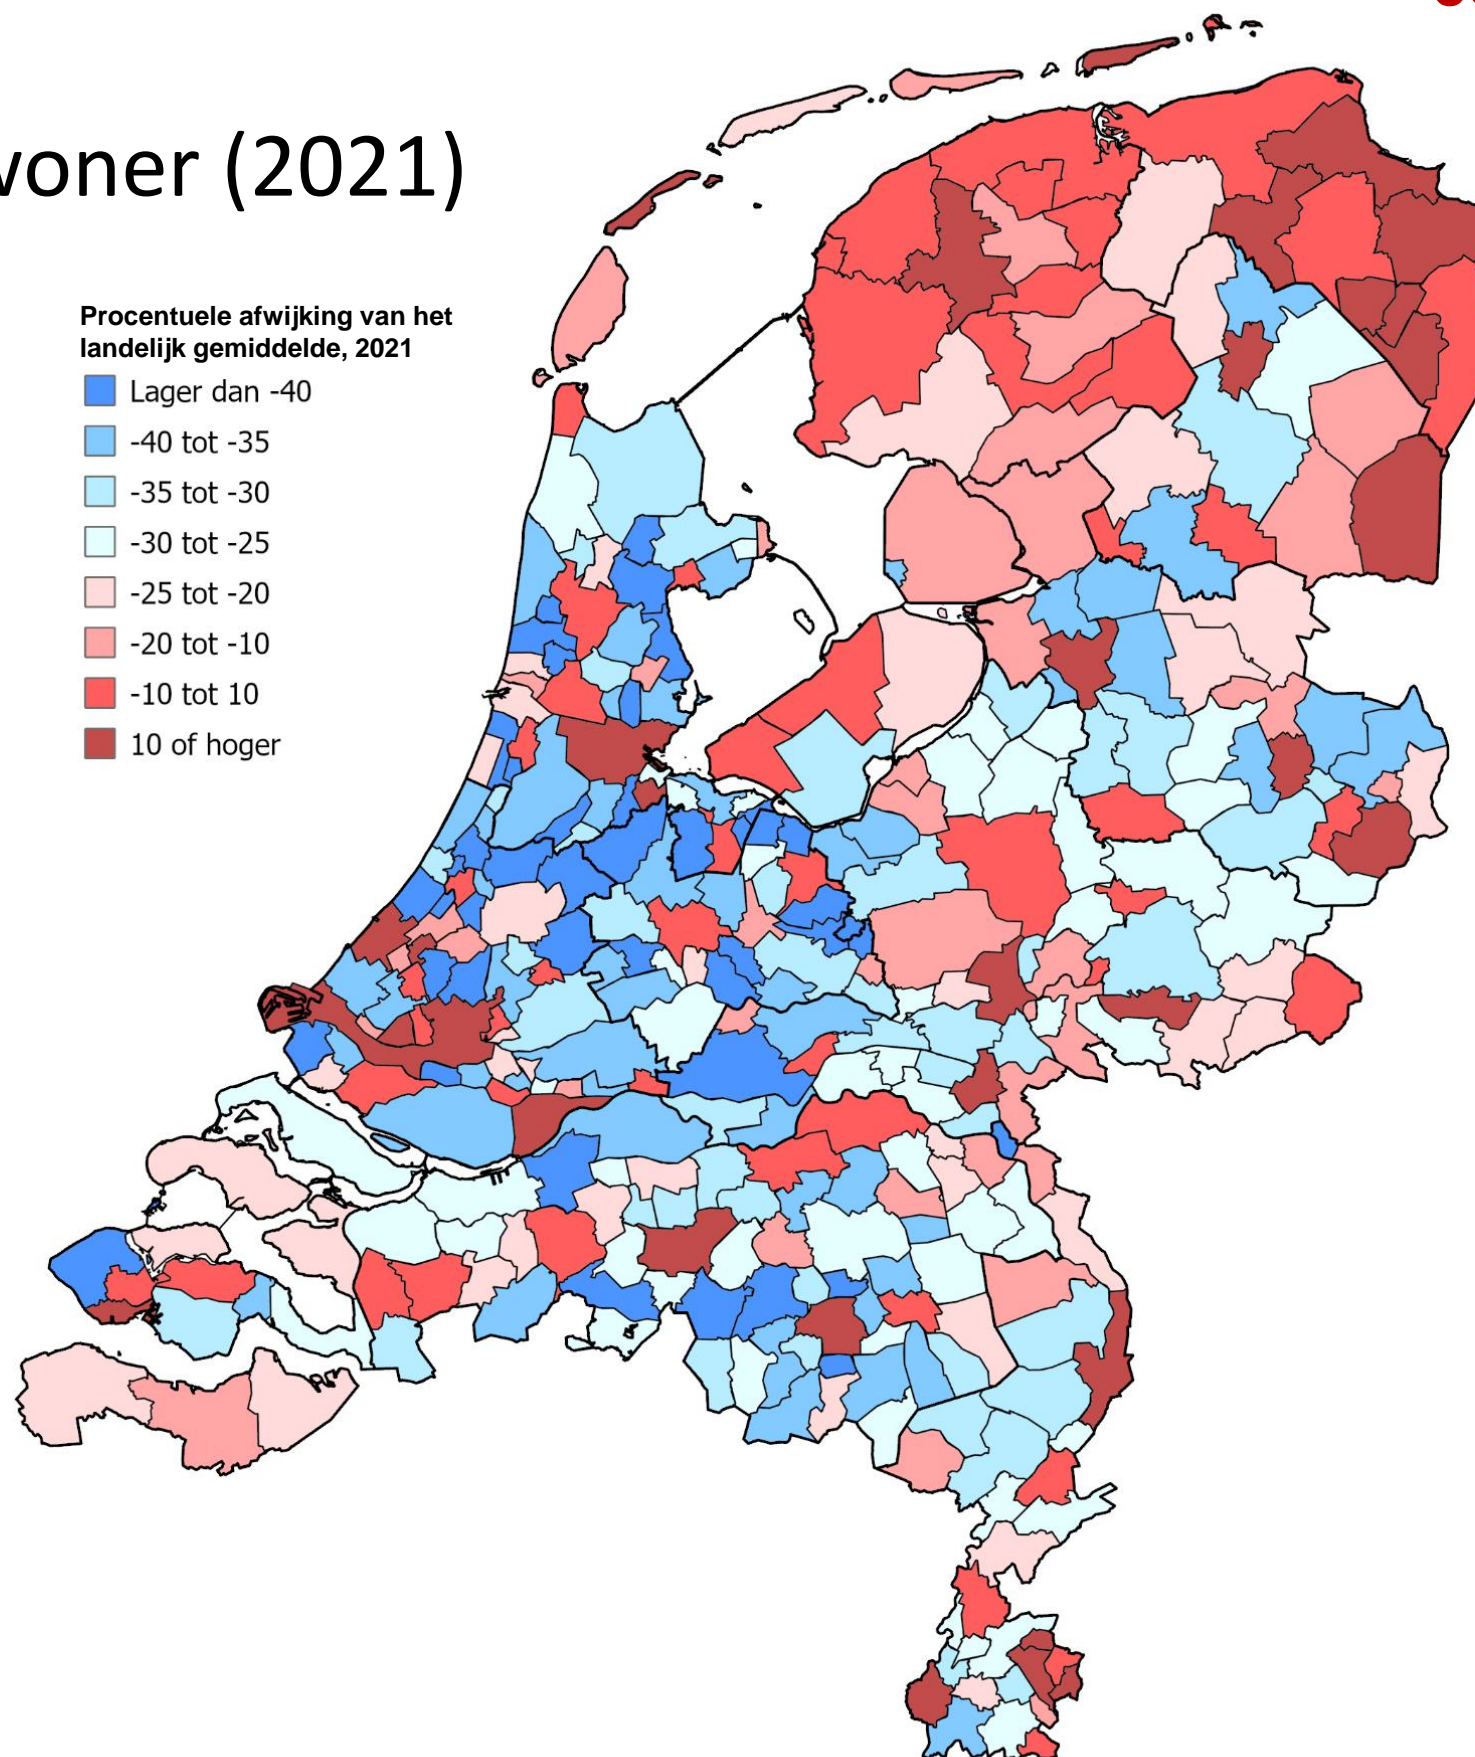 woner (2021)
Procentuele afwijking van het
landelijk gemiddelde, 2021
Lager dan -40
-40 tot -35
-35 tot -30
-30 tot -25
-25 tot -20
-20 tot -10
-10 tot 10
10 of hoger